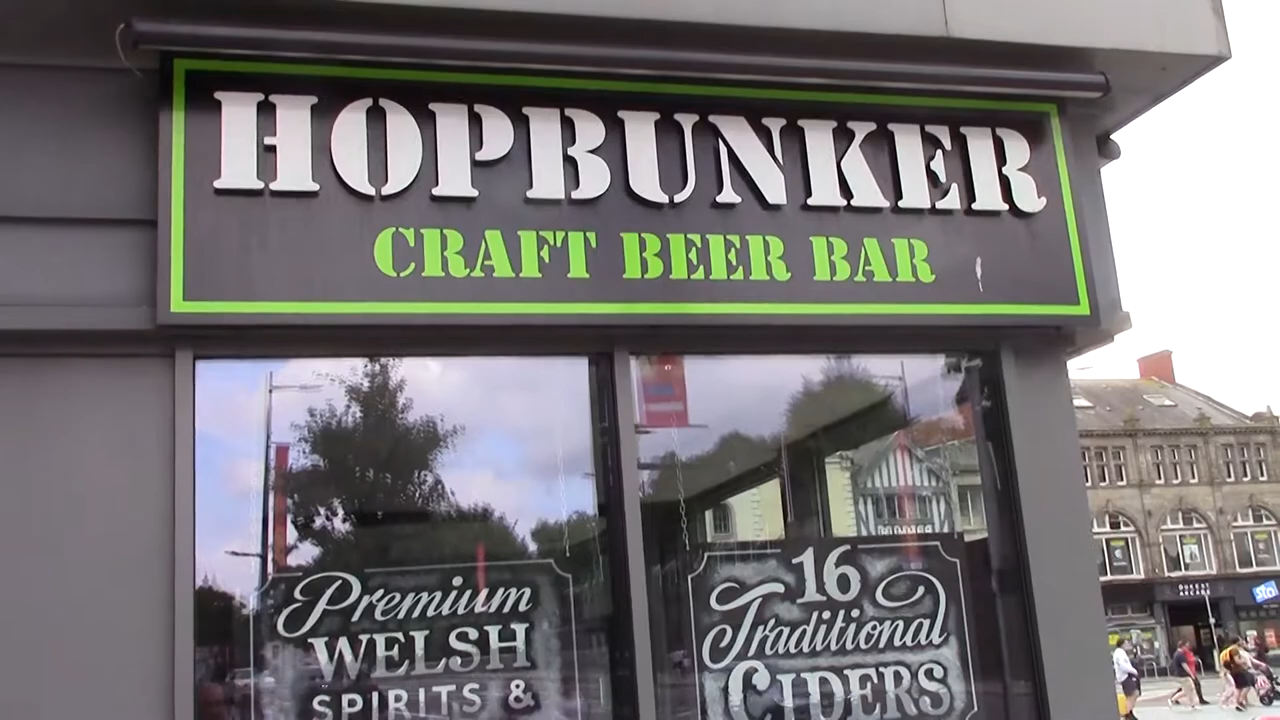 HOPBUNKER
CRAFT BEER BAR
Premium
WELSH
SPIRITS &
16
Traditional
CIDERS